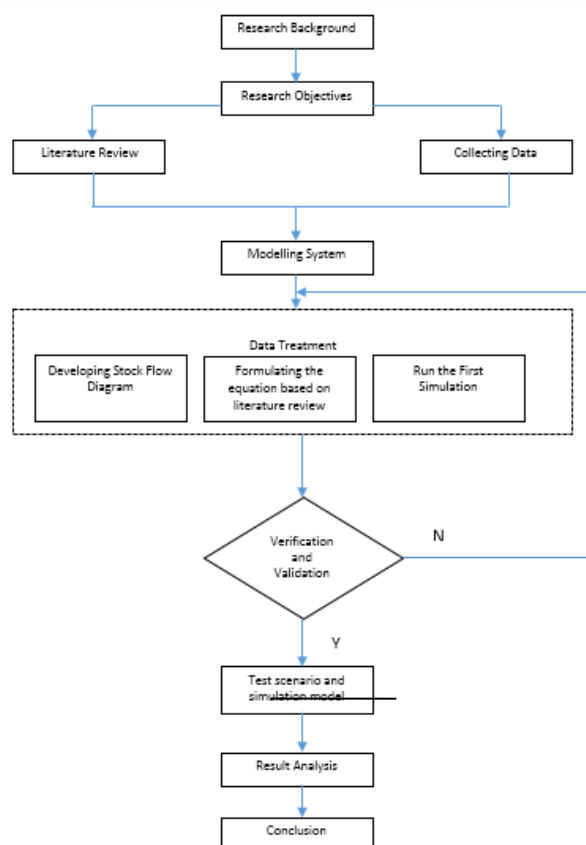 Research Background
Research Objectives
Literature Review
Collecting Data
Modelling System
Data Treatment
Developing Stock Flow
Diagram
Formulating the
equation based on
literature review
Run the First
Simulation
Verification
and
Validation
N
Y
Test scenario and
simulation model
Result Analysis
Conclusion